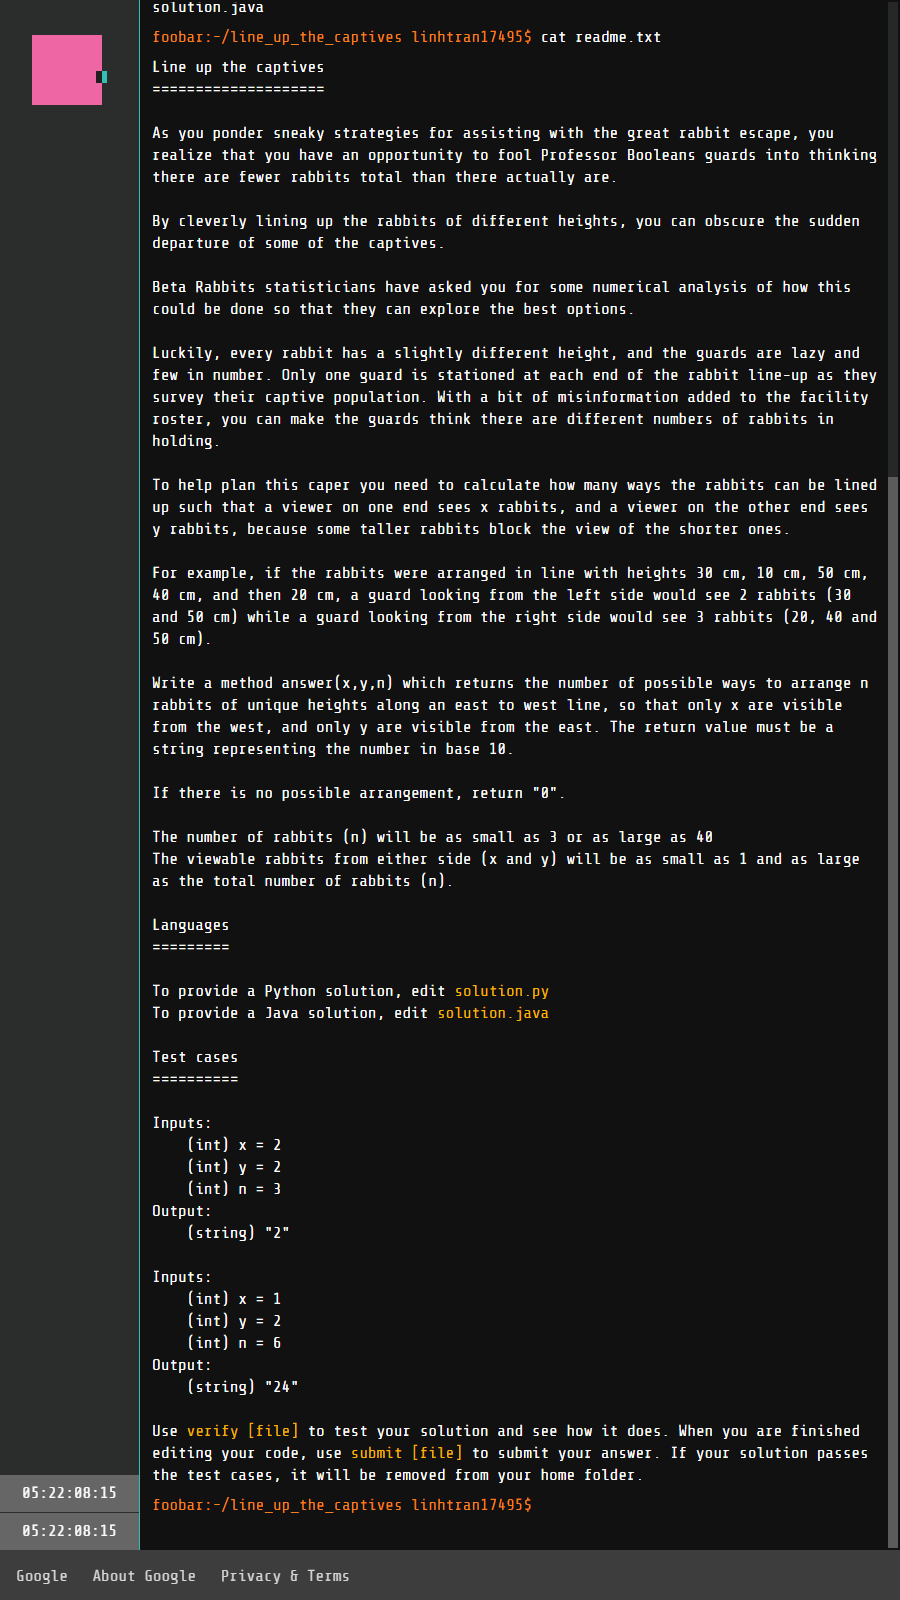 solution.java
foobar:~/line_up_the_captives linhtran17495$ cat readme.txt
Line up the captives
====================
As you ponder sneaky strategies for assisting with the great rabbit escape, you
realize that you have an opportunity to fool Professor Booleans guards into thinking
there are fewer rabbits total than there actually are.
By cleverly lining up the rabbits of different heights, you can obscure the sudden
departure of some of the captives.
Beta Rabbits statisticians have asked you for some numerical analysis of how this
could be done so that they can explore the best options.
Luckily, every rabbit has a slightly different height, and the guards are lazy and
few in number. Only one guard is stationed at each end of the rabbit line-up as they
survey their captive population. With a bit of misinformation added to the facility
roster, you can make the guards think there are different numbers of rabbits in
holding.
To help plan this caper you need to calculate how many ways the rabbits can be lined
up such that a viewer on one end sees x rabbits, and a viewer on the other end sees
y rabbits, because some taller rabbits block the view of the shorter ones.
For example, if the rabbits were arranged in line with heights 30 cm, 10 cm, 50 cm,
40 cm, and then 20 cm, a guard looking from the left side would see 2 rabbits (30
and 50 cm) while a guard looking from the right side would see 3 rabbits (20, 40 and
50 cm).
Write a method answer(x,y,n) which returns the number of possible ways to arrange n
rabbits of unique heights along an east to west line, so that only x are visible
from the west, and only y are visible from the east. The return value must be a
string representing the number in base 10.
If there is no possible arrangement, return "0".
The number of rabbits (n) will be as small as 3 or as large as 40
The viewable rabbits from either side (x and y) will be as small as 1 and as large
as the total number of rabbits (n).
Languages
=========
To provide a Python solution, edit solution.py
To provide a Java solution, edit solution.java
Test cases
==========
Inputs:
(int) x = 2
(int) y = 2
(int) n = 3
Output:
(string) "2"
Inputs:
(int) x = 1
(int) y = 2
(int) n = 6
Output:
(string) "24"
Use verify [file] to test your solution and see how it does. When you are finished
editing your code, use submit [file] to submit your answer. If your solution passes
the test cases, it will be removed from your home folder.
foobar:~/line_up_the_captives linhtran17495$
05:22:08:15
05:22:08:15
Google About Google Privacy & Terms